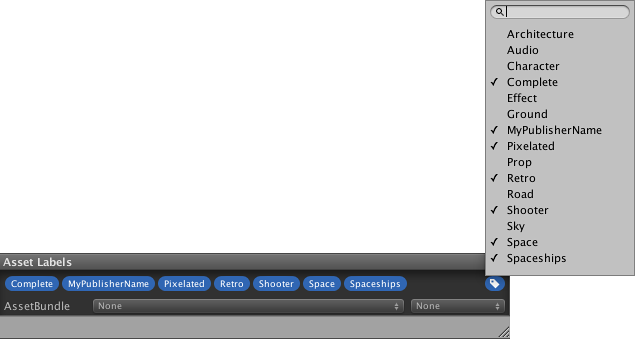 Architecture
Audio
Character
✓ Complete
Effect
Ground
✓ MyPublisherName
✓ Pixelated
Prop
✓ Retro
Road
✓ Shooter
Sky
✓ Space
✓ Spaceships
Asset Labels
Complete MyPublisherName Pixelated Retro Shooter Space Spaceships
AssetBundle None None